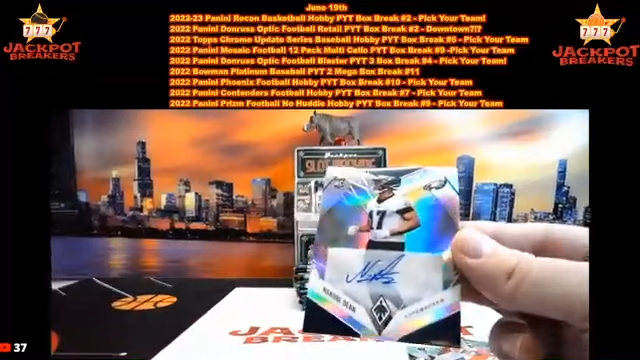 June 19th
2022-23 Panini Recon Basketball Hobby PYT Box Break #2 - Pick Your Team!
2022 Panini Donruss Optic Football Retail PYT Box Break #2 - Downtown?!?
2022 Topps Chrome Update Series Baseball Hobby PYT Box Break #6 - Pick Your Team
2022 Panini Mosaic Football 12 Pack Multi Cello PYT Box Break #9 -Pick Your Team
2022 Panini Donruss Optic Football Blaster PYT 3 Box Break #4 - Pick Your Team!
2022 Bowman Platinum Baseball PYT 2 Mega Box Break #11
2022 Panini Phoenix Football Hobby PYT Box Break #10 - Pick Your Team
2022 Panini Contenders Football Hobby PYT Box Break #7 - Pick Your Team
2022 Panini Prizm Football No Huddle Hobby PYT Box Break #9 - Pick Your Team
JACKPOT
BREAKERS
JACKPOT
BREAKERS
17
NAKOBE DEAN
LINEBACKER
37